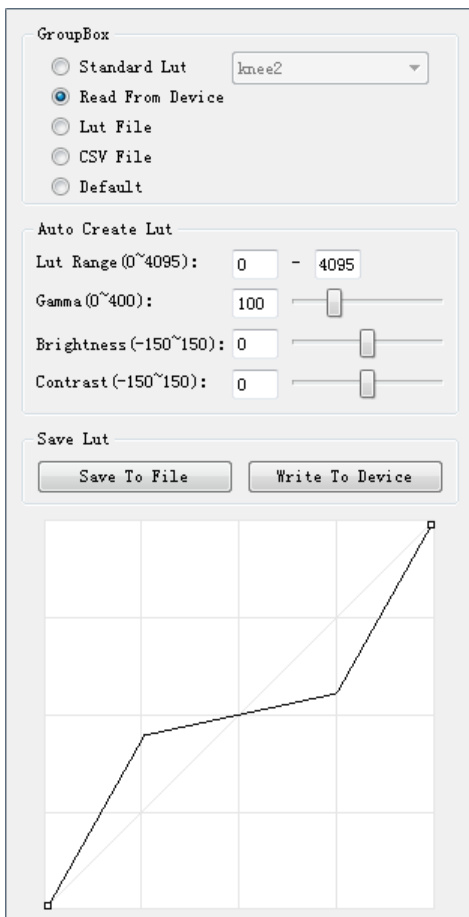 GroupBox
Standard Lut knee2
Read From Device
Lut File
CSV File
Default
Auto Create Lut
Lut Range(0~4095): 0 - 4095
Gamma(0~400): 100
Brightness(-150~150): 0
Contrast(-150~150): 0
Save Lut
Save To File Write To Device